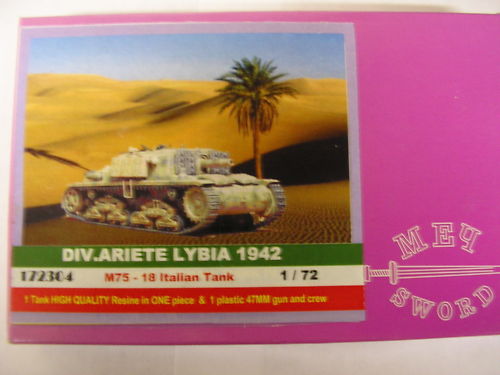 DIV.ARIETE LYBIA 1942
172304 M75 - 18 Italian Tank 1 / 72
1 Tank HIGH QUALITY Resine in ONE piece & 1 plastic 47MM gun and crew
МЕЧ
SWORD